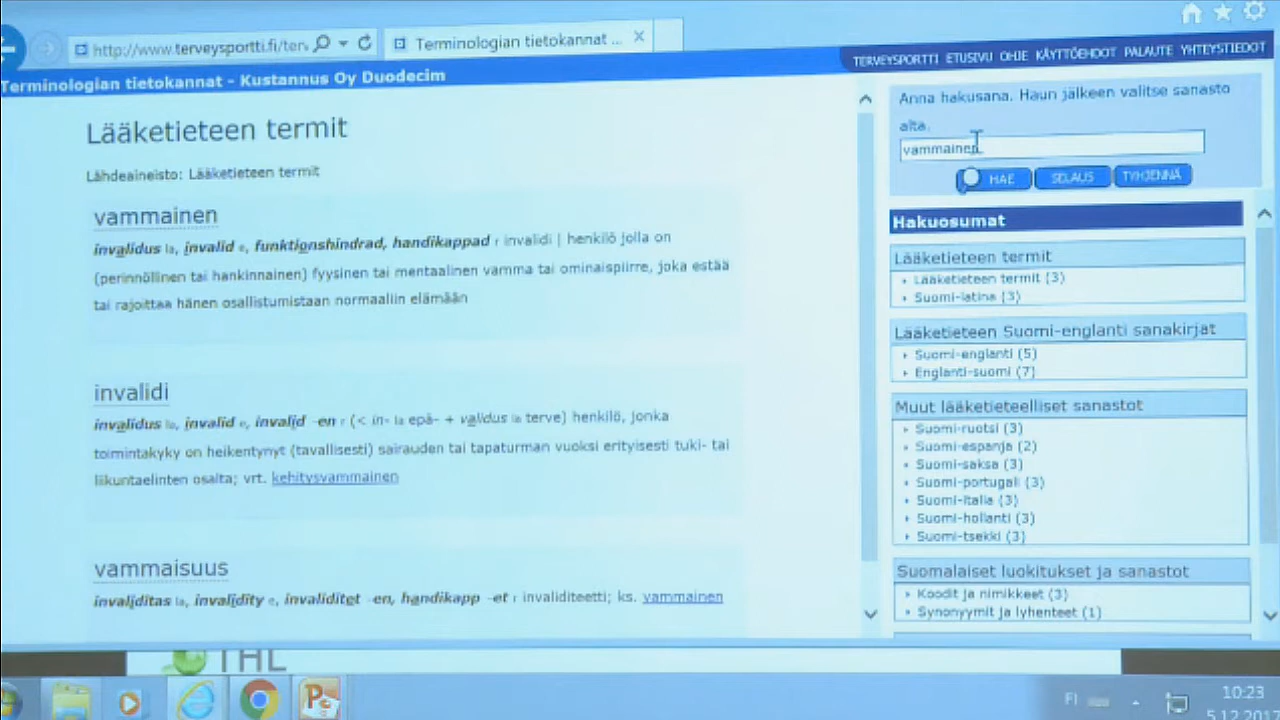 http://www.terveysportti.fi/terv
Terminologian tietokannat ...
Terminologian tietokannat - Kustannus Oy Duodecim
TERVEYSPORTTI ETUSIVU OHJE KÄYTTÖEHDOT PALAUTE YHTEYSTIEDOT
Lääketieteen termit
Lähdeaineisto: Lääketieteen termit
vammainen
invalidus la, invalid e, funktionshindrad, handikappad r invalidi | henkilö jolla on
(perinnöllinen tai hankinnainen) fyysinen tai mentaalinen vamma tai ominaispiirre, joka estää
tai rajoittaa hänen osallistumistaan normaaliin elämään
invalidi
invalidus la, invalid e, invalid -en r (< in- la epä- + validus la terve) henkilö, jonka
toimintakyky on heikentynyt (tavallisesti) sairauden tai tapaturman vuoksi erityisesti tuki- tai
liikuntaelinten osalta; vrt. kehitysvammainen
vammaisuus
invaliditas la, invalidity e, invaliditet -en, handikapp -et r invaliditeetti; ks. vammainen
Anna hakusana. Haun jälkeen valitse sanasto
alta.
vammainen
HAE SELAUS TYHJENNÄ
Hakuosumat
Lääketieteen termit
Lääketieteen termit (3)
Suomi-latina (3)
Lääketieteen Suomi-englanti sanakirjat
Suomi-englanti (5)
Englanti-suomi (7)
Muut lääketieteelliset sanastot
Suomi-ruotsi (3)
Suomi-espanja (2)
Suomi-saksa (3)
Suomi-portugali (3)
Suomi-italia (3)
Suomi-hollanti (3)
Suomi-tsekki (3)
Suomalaiset luokitukset ja sanastot
Koodit ja nimikkeet (3)
Synonyymit ja lyhenteet (1)
THL
FI
10:23
5.12.2017